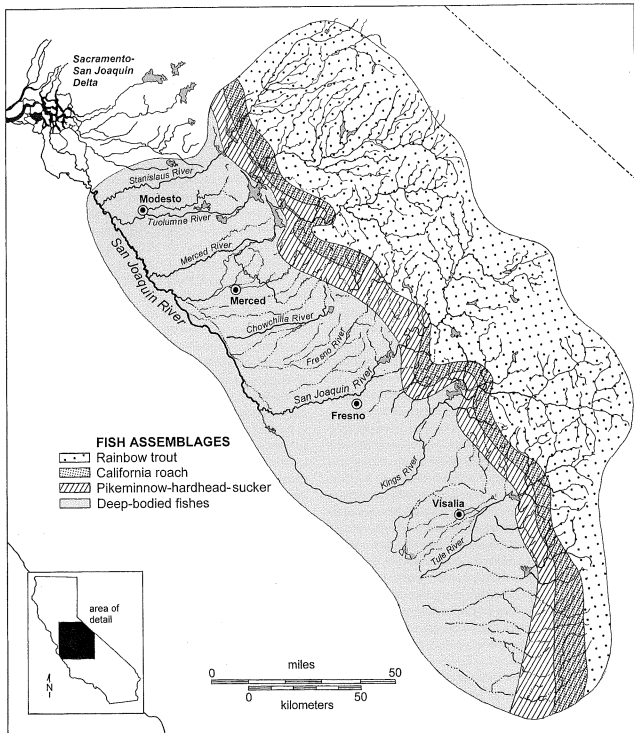 Sacramento-
San Joaquin
Delta
Stanislaus River
Modesto
Tuolumne River
San Joaquin River
Merced River
Merced
Chowchilla River
Fresno River
San Joaquin River
Fresno
FISH ASSEMBLAGES
Rainbow trout
California roach
Pikeminnow-hardhead-sucker
Deep-bodied fishes
Kings River
Visalia
Tule River
area of
detail
N
miles
0 50
0 50
kilometers